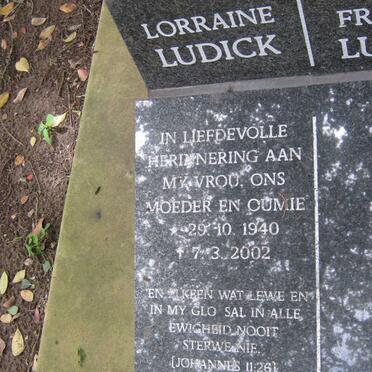 LORRAINE
LUDICK
FR
LU
IN LIEFDEVOLLE
HERINNERING AAN
MY VROU, ONS
MOEDER EN OUMIE
* 29. 10. 1940
† 7. 3. 2002
EN ELKEEN WAT LEWE EN
IN MY GLO SAL IN ALLE
EWIGHEID NOOIT
STERWE NIE.
(JOHANNES 11:26)